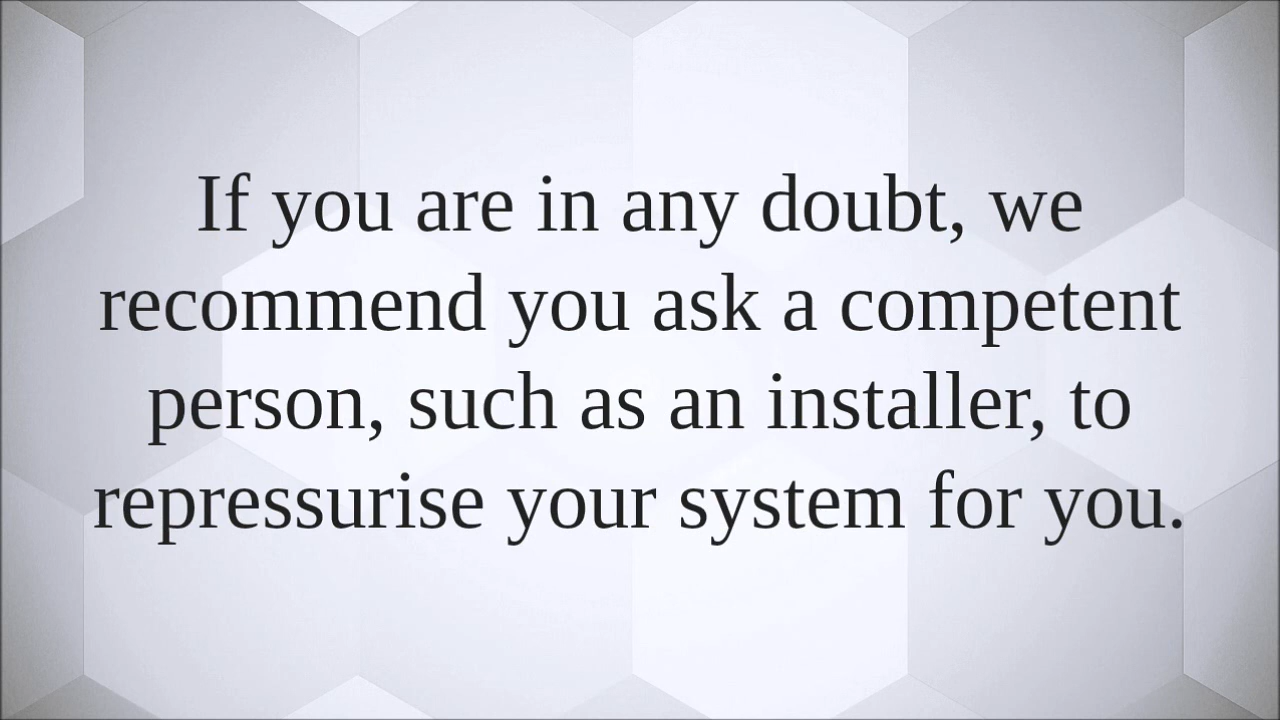 If you are in any doubt, we
recommend you ask a competent
person, such as an installer, to
repressurise your system for you.